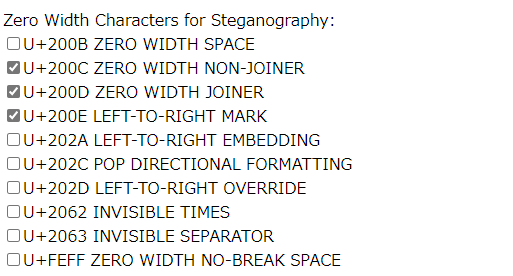 Zero Width Characters for Steganography:
U+200B ZERO WIDTH SPACE
U+200C ZERO WIDTH NON-JOINER
U+200D ZERO WIDTH JOINER
U+200E LEFT-TO-RIGHT MARK
U+202A LEFT-TO-RIGHT EMBEDDING
U+202C POP DIRECTIONAL FORMATTING
U+202D LEFT-TO-RIGHT OVERRIDE
U+2062 INVISIBLE TIMES
U+2063 INVISIBLE SEPARATOR
U+FEFF ZERO WIDTH NO-BREAK SPACE